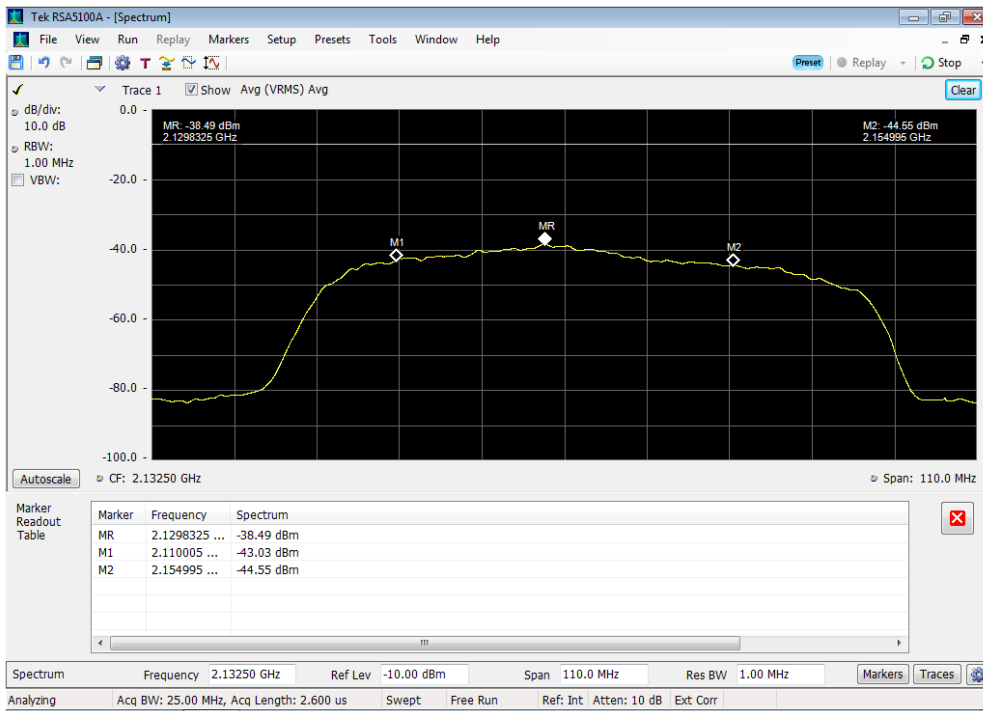 Tek RSA5100A - [Spectrum]
File View Run Replay Markers Setup Presets Tools Window Help
T Preset Replay Stop
Trace 1 Show Avg (VRMS) Avg Clear
dB/div:
10.0 dB
RBW:
1.00 MHz
VBW:
0.0
-20.0
-40.0
-60.0
-80.0
-100.0
MR: -38.49 dBm
2.1298325 GHz
M2: -44.55 dBm
2.154995 GHz
M1
MR
M2
Autoscale CF: 2.13250 GHz Span: 110.0 MHz
Marker
Readout
Table
Marker Frequency Spectrum
MR 2.1298325 ... -38.49 dBm
M1 2.110005 ... -43.03 dBm
M2 2.154995 ... -44.55 dBm
Spectrum Frequency 2.13250 GHz Ref Lev -10.00 dBm Span 110.0 MHz Res BW 1.00 MHz Markers Traces
Analyzing Acq BW: 25.00 MHz, Acq Length: 2.600 us Swept Free Run Ref: Int Atten: 10 dB Ext Corr